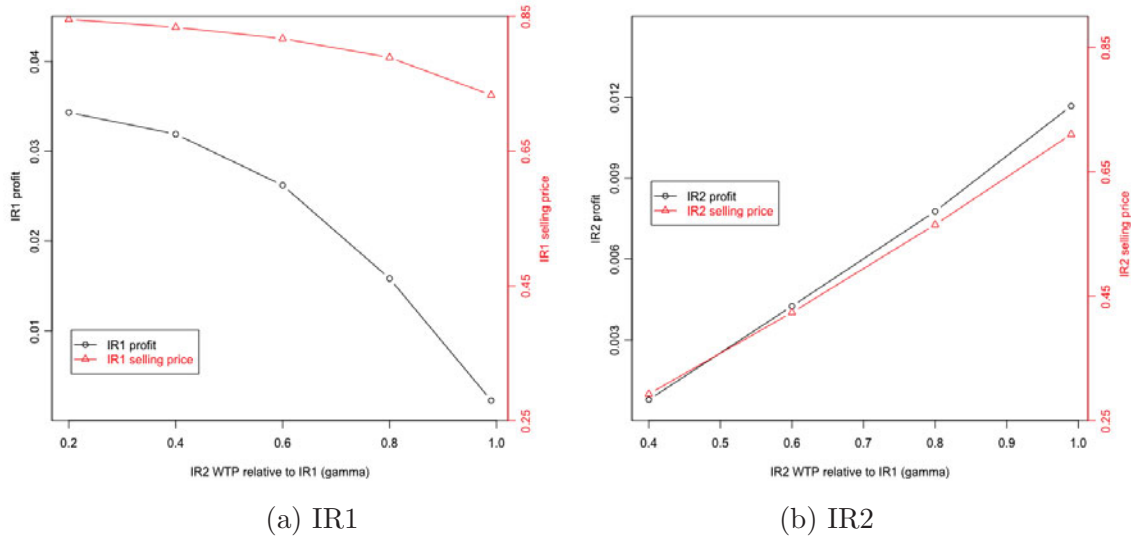 0.01 0.02 0.03 0.04
IR1 profit
0.25 0.45 0.65 0.85
IR1 selling price
IR1 profit
IR1 selling price
0.2 0.4 0.6 0.8 1.0
IR2 WTP relative to IR1 (gamma)
(a) IR1
0.003 0.006 0.009 0.012
IR2 profit
0.25 0.45 0.65 0.85
IR2 selling price
IR2 profit
IR2 selling price
0.4 0.5 0.6 0.7 0.8 0.9 1.0
IR2 WTP relative to IR1 (gamma)
(b) IR2